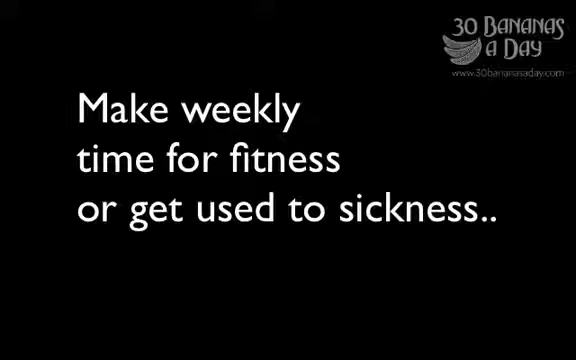 30 BANANAS
A DAY
www.30bananasaday.com
Make weekly
time for fitness
or get used to sickness..